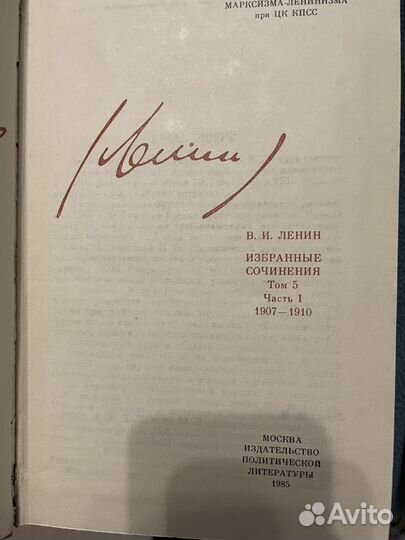 МАРКСИЗМА-ЛЕНИНИЗМА
при ЦК КПСС
В. И. ЛЕНИН
ИЗБРАННЫЕ
СОЧИНЕНИЯ
Том 5
Часть I
1907—1910
МОСКВА
ИЗДАТЕЛЬСТВО
ПОЛИТИЧЕСКОЙ
ЛИТЕРАТУРЫ
1985
Avito